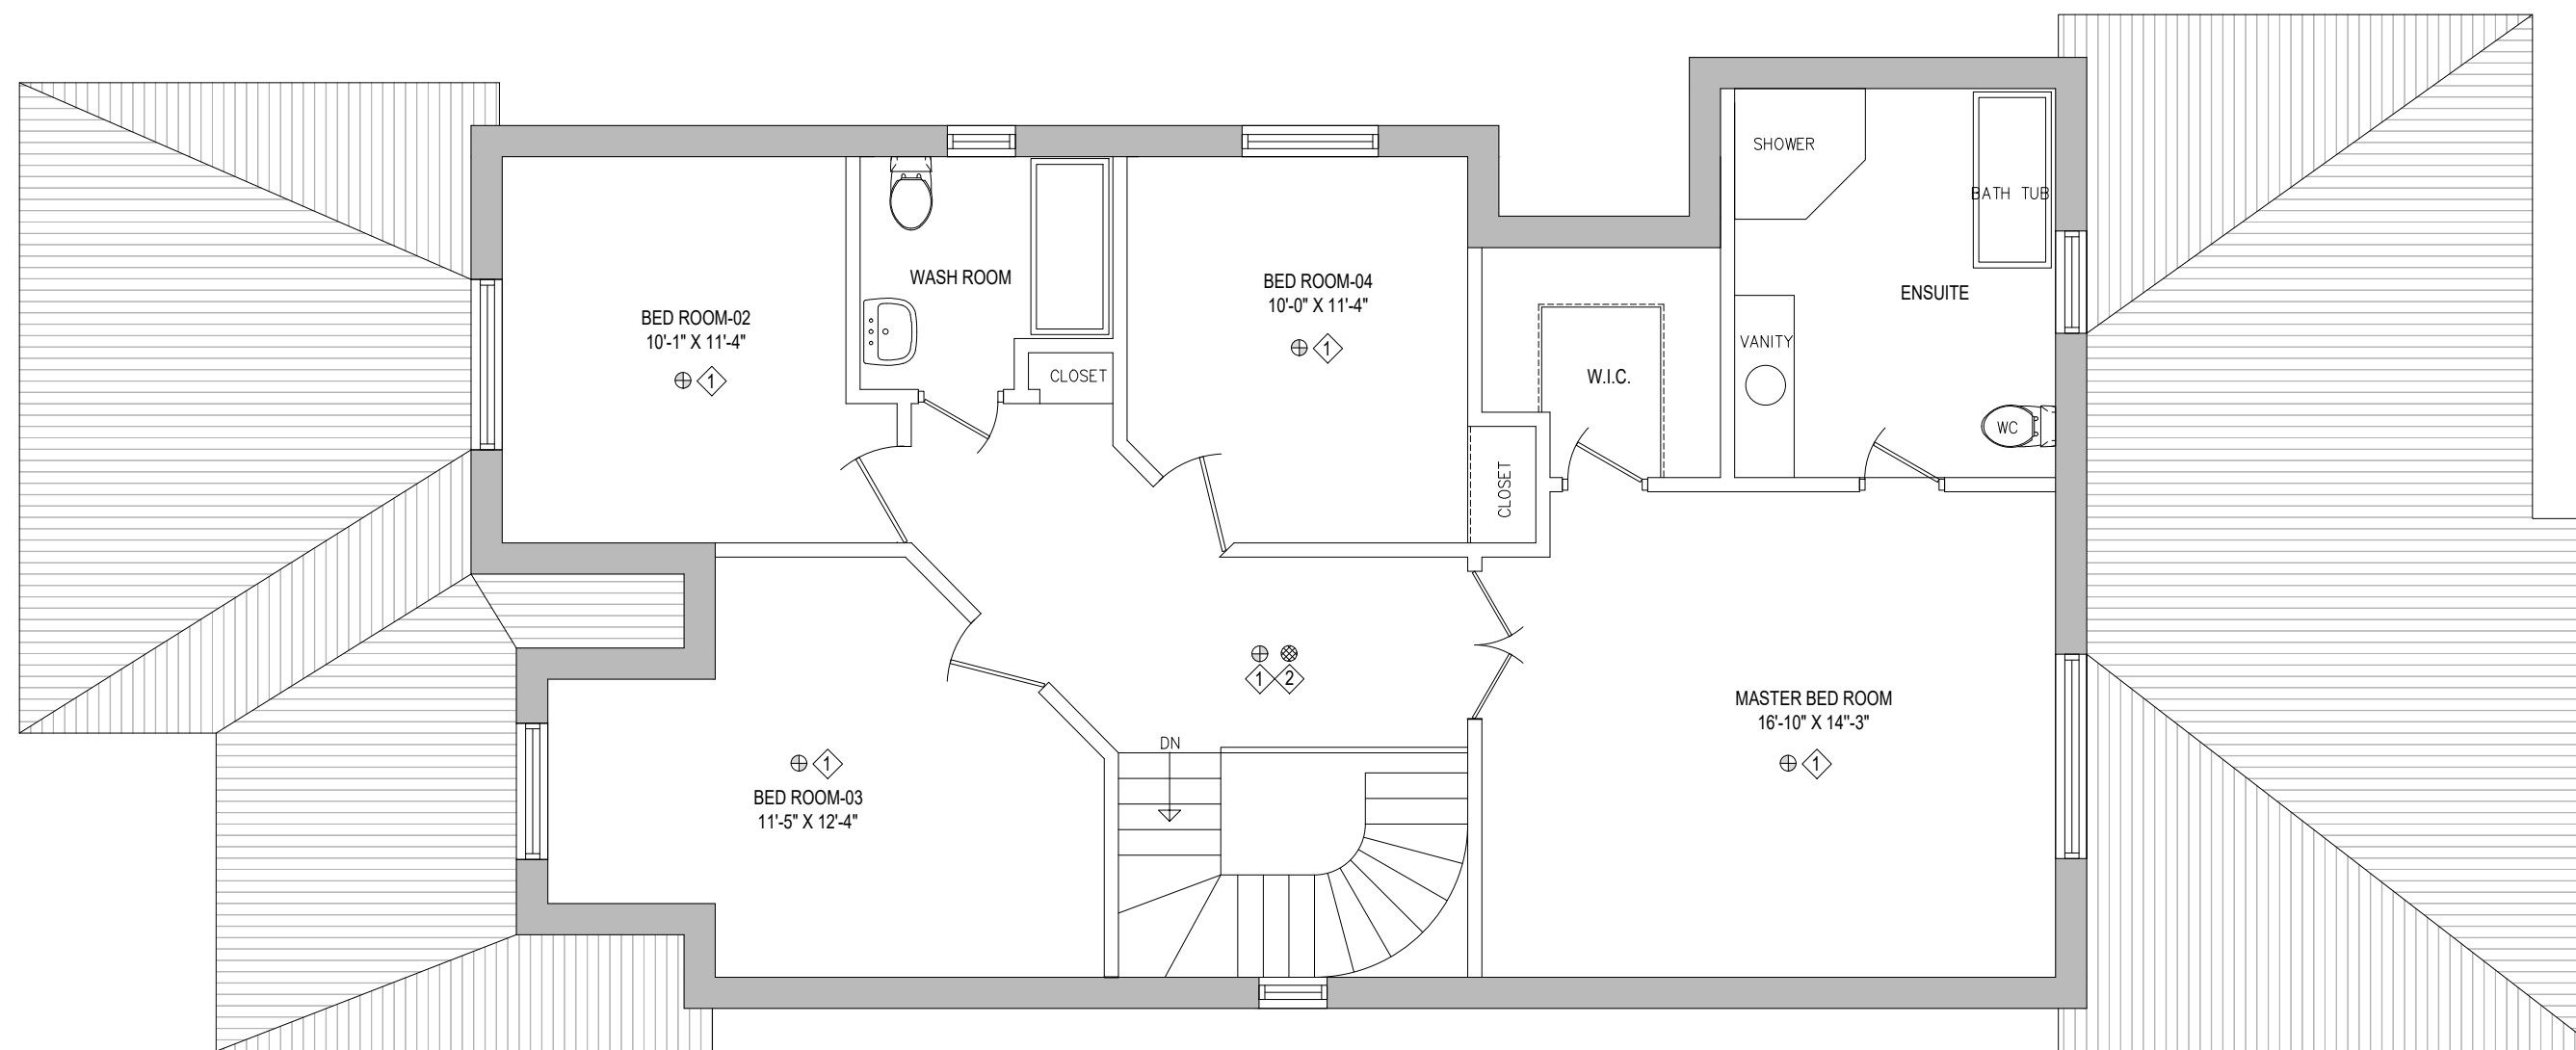 SHOWER
BATH TUB
WASH ROOM
BED ROOM-04
10'-0" X 11'-4"
1
ENSUITE
BED ROOM-02
10'-1" X 11'-4"
1
VANITY
CLOSET
W.I.C.
WC
CLOSET
1 2
MASTER BED ROOM
16'-10" X 14"-3"
1
DN
1
BED ROOM-03
11'-5" X 12'-4"